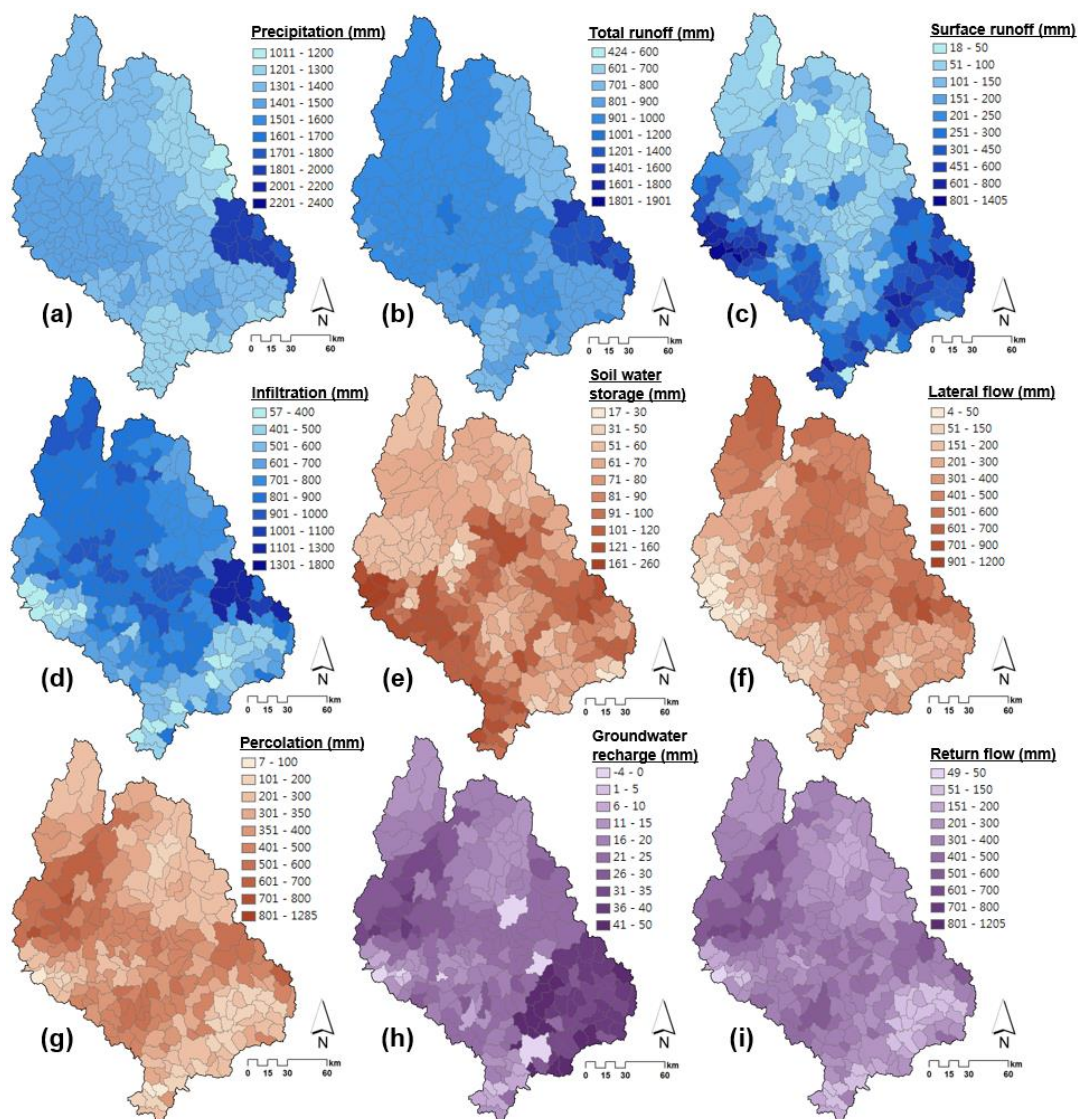 Precipitation (mm)
1011 - 1200
1201 - 1300
1301 - 1400
1401 - 1500
1501 - 1600
1601 - 1700
1701 - 1800
1801 - 2000
2001 - 2200
2201 - 2400
(a)
N
km
0 15 30 60
Total runoff (mm)
424 - 600
601 - 700
701 - 800
801 - 900
901 - 1000
1001 - 1200
1201 - 1400
1401 - 1600
1601 - 1800
1801 - 1901
(b)
N
km
0 15 30 60
Surface runoff (mm)
18 - 50
51 - 100
101 - 150
151 - 200
201 - 250
251 - 300
301 - 450
451 - 600
601 - 800
801 - 1405
(c)
N
km
0 15 30 60
Infiltration (mm)
57 - 400
401 - 500
501 - 600
601 - 700
701 - 800
801 - 900
901 - 1000
1001 - 1100
1101 - 1300
1301 - 1800
(d)
N
km
0 15 30 60
Soil water
storage (mm)
17 - 30
31 - 50
51 - 60
61 - 70
71 - 80
81 - 90
91 - 100
101 - 120
121 - 160
161 - 260
(e)
N
km
0 15 30 60
Lateral flow (mm)
4 - 50
51 - 150
151 - 200
201 - 300
301 - 400
401 - 500
501 - 600
601 - 700
701 - 900
901 - 1200
(f)
N
km
0 15 30 60
Percolation (mm)
7 - 100
101 - 200
201 - 300
301 - 350
351 - 400
401 - 500
501 - 600
601 - 700
701 - 800
801 - 1285
(g)
N
km
0 15 30 60
Groundwater
recharge (mm)
-4 - 0
1 - 5
6 - 10
11 - 15
16 - 20
21 - 25
26 - 30
31 - 35
36 - 40
41 - 50
(h)
N
km
0 15 30 60
Return flow (mm)
49 - 50
51 - 150
151 - 200
201 - 300
301 - 400
401 - 500
501 - 600
601 - 700
701 - 800
801 - 1205
(i)
N
km
0 15 30 60